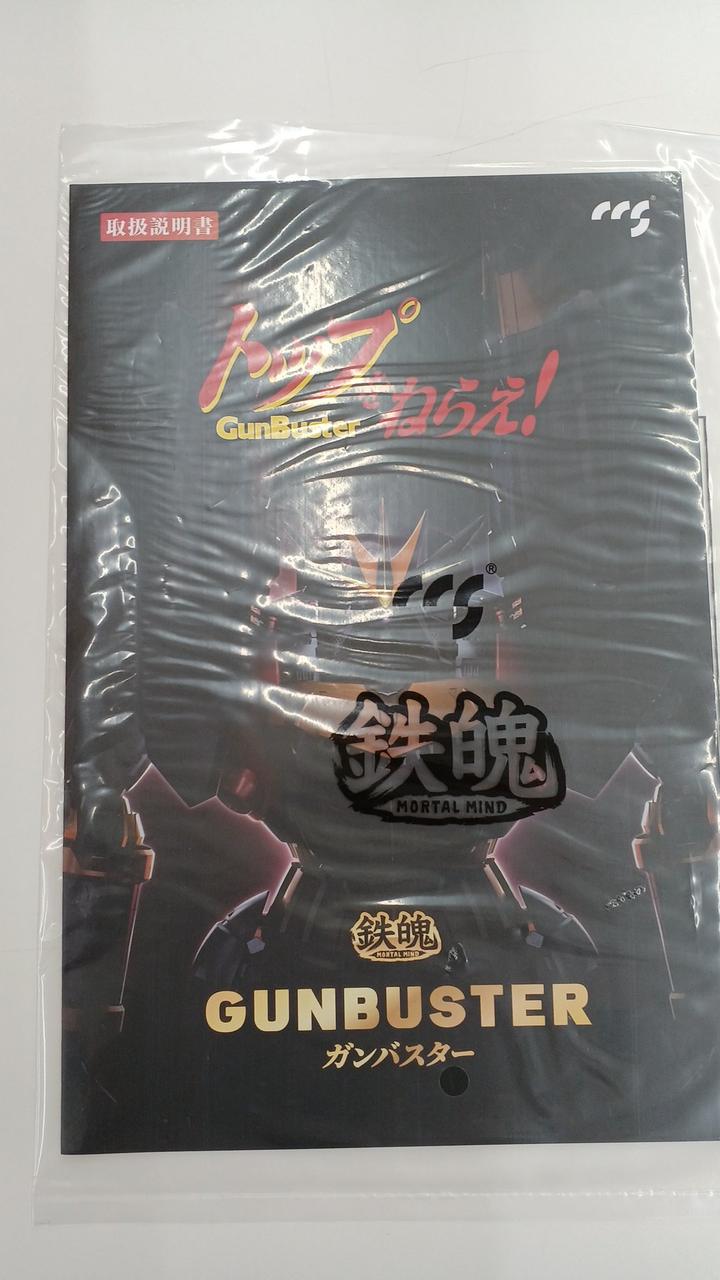 取扱説明書
ccs
トップをねらえ!
GunBuster
ccs®
鉄魄
MORTAL MIND
鉄魄
MORTAL MIND
GUNBUSTER
ガンバスター